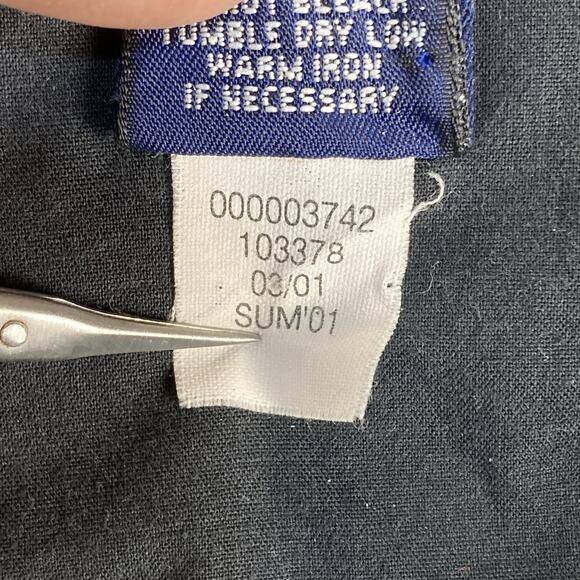 TUMBLE DRY LOW
WARM IRON
IF NECESSARY
000003742
103378
03/01
SUM'01